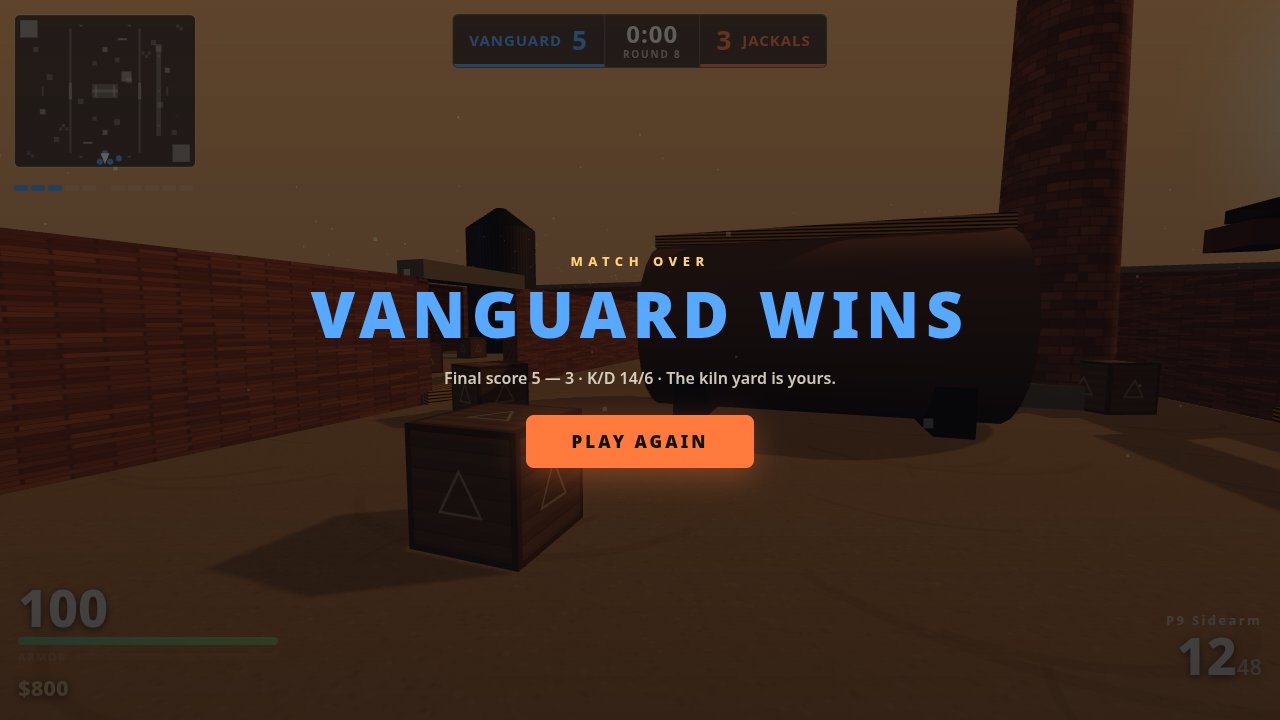 VANGUARD 5 0:00 3 JACKALS
ROUND 8
MATCH OVER
VANGUARD WINS
Final score 5 — 3 · K/D 14/6 · The kiln yard is yours.
PLAY AGAIN
100
ARMOR
$800
P9 Sidearm
12 48